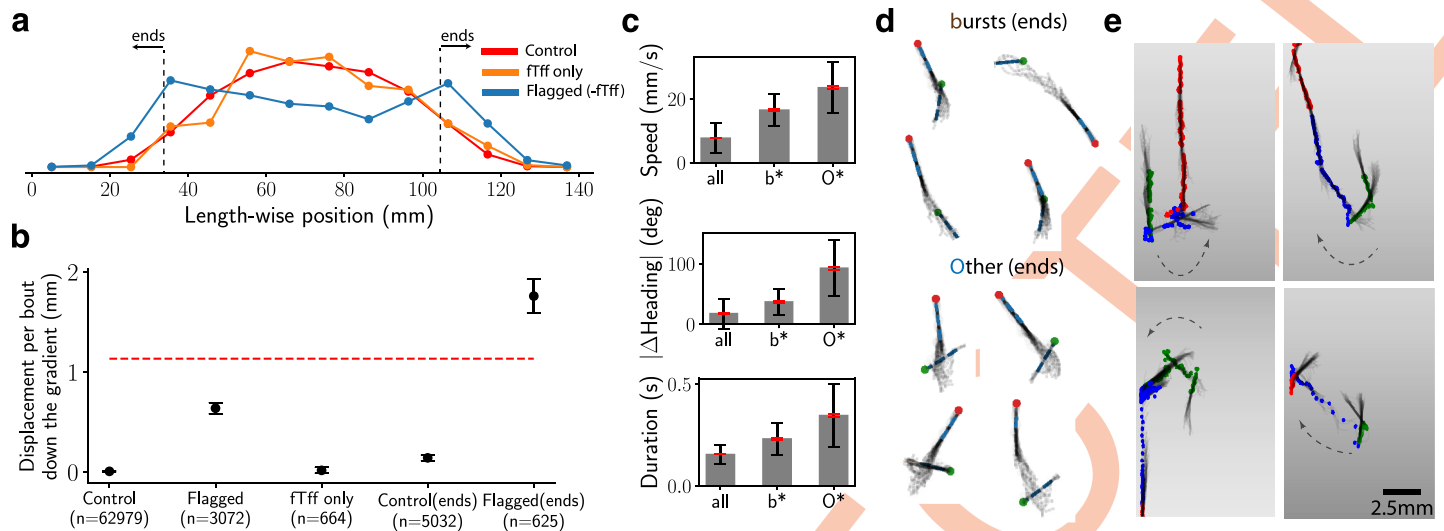 a
ends
ends
Control
fTff only
Flagged (-fTff)
0
20
40
60
80
100
120
140
Length-wise position (mm)
b
Displacement per bout
down the gradient (mm)
2
1
0
Control
(n=62979)
Flagged
(n=3072)
fTff only
(n=664)
Control(ends)
(n=5032)
Flagged(ends)
(n=625)
c
Speed (mm/s)
20
0
all
b*
O*
|ΔHeading| (deg)
100
0
all
b*
O*
Duration (s)
0.5
0.0
all
b*
O*
d
bursts (ends)
Other (ends)
e
2.5mm